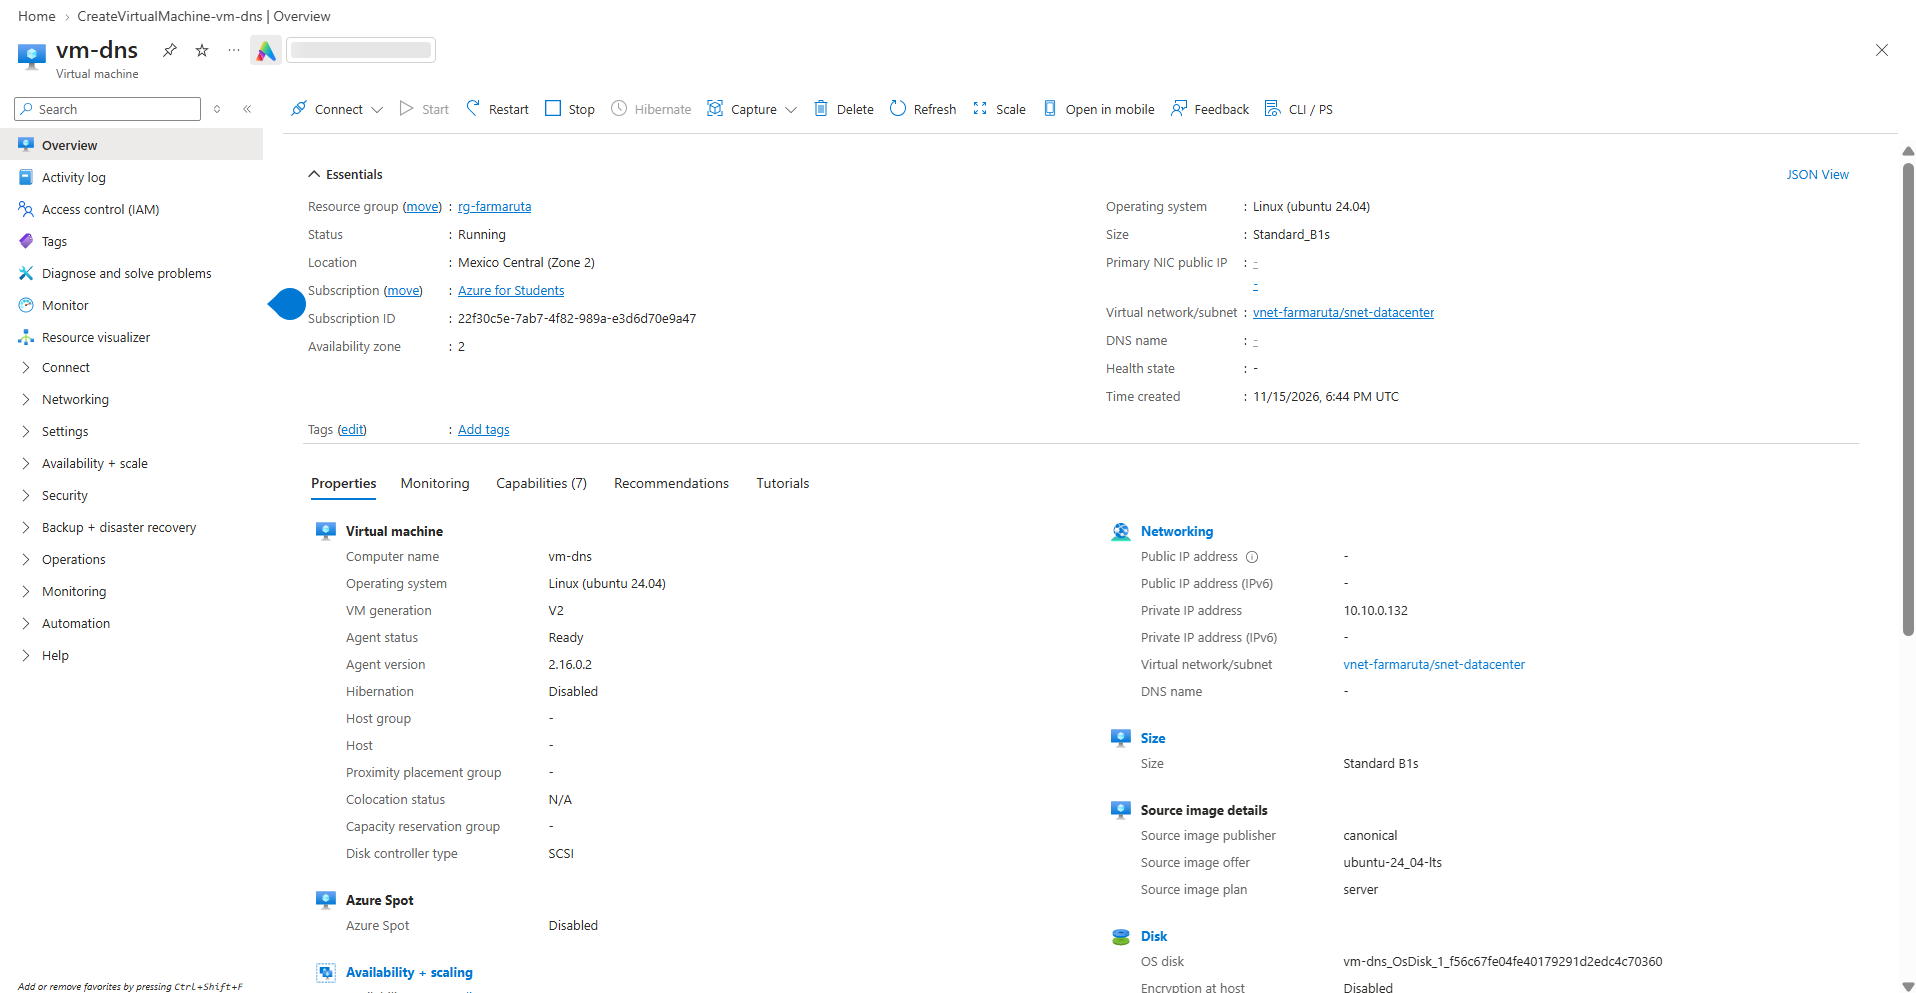 Home > CreateVirtualMachine-vm-dns | Overview
vm-dns
Virtual machine
Search
Connect
Start
Restart
Stop
Hibernate
Capture
Delete
Refresh
Scale
Open in mobile
Feedback
CLI / PS
Overview
Activity log
Access control (IAM)
Tags
Diagnose and solve problems
Monitor
Resource visualizer
Connect
Networking
Settings
Availability + scale
Security
Backup + disaster recovery
Operations
Monitoring
Automation
Help
Add or remove favorites by pressing Ctrl+Shift+F
Essentials
JSON View
Resource group (move) : rg-farmaruta
Status : Running
Location : Mexico Central (Zone 2)
Subscription (move) : Azure for Students
Subscription ID : 22f30c5e-7ab7-4f82-989a-e3d6d70e9a47
Availability zone : 2
Operating system : Linux (ubuntu 24.04)
Size : Standard_B1s
Primary NIC public IP : -
-
Virtual network/subnet : vnet-farmaruta/snet-datacenter
DNS name : -
Health state : -
Time created : 11/15/2026, 6:44 PM UTC
Tags (edit) : Add tags
Properties
Monitoring
Capabilities (7)
Recommendations
Tutorials
Virtual machine
Computer name vm-dns
Operating system Linux (ubuntu 24.04)
VM generation V2
Agent status Ready
Agent version 2.16.0.2
Hibernation Disabled
Host group -
Host -
Proximity placement group -
Colocation status N/A
Capacity reservation group -
Disk controller type SCSI
Azure Spot
Azure Spot Disabled
Availability + scaling
Networking
Public IP address -
Public IP address (IPv6) -
Private IP address 10.10.0.132
Private IP address (IPv6) -
Virtual network/subnet vnet-farmaruta/snet-datacenter
DNS name -
Size
Size Standard B1s
Source image details
Source image publisher canonical
Source image offer ubuntu-24_04-lts
Source image plan server
Disk
OS disk vm-dns_OsDisk_1_f56c67fe04fe40179291d2edc4c70360
Encryption at host Disabled